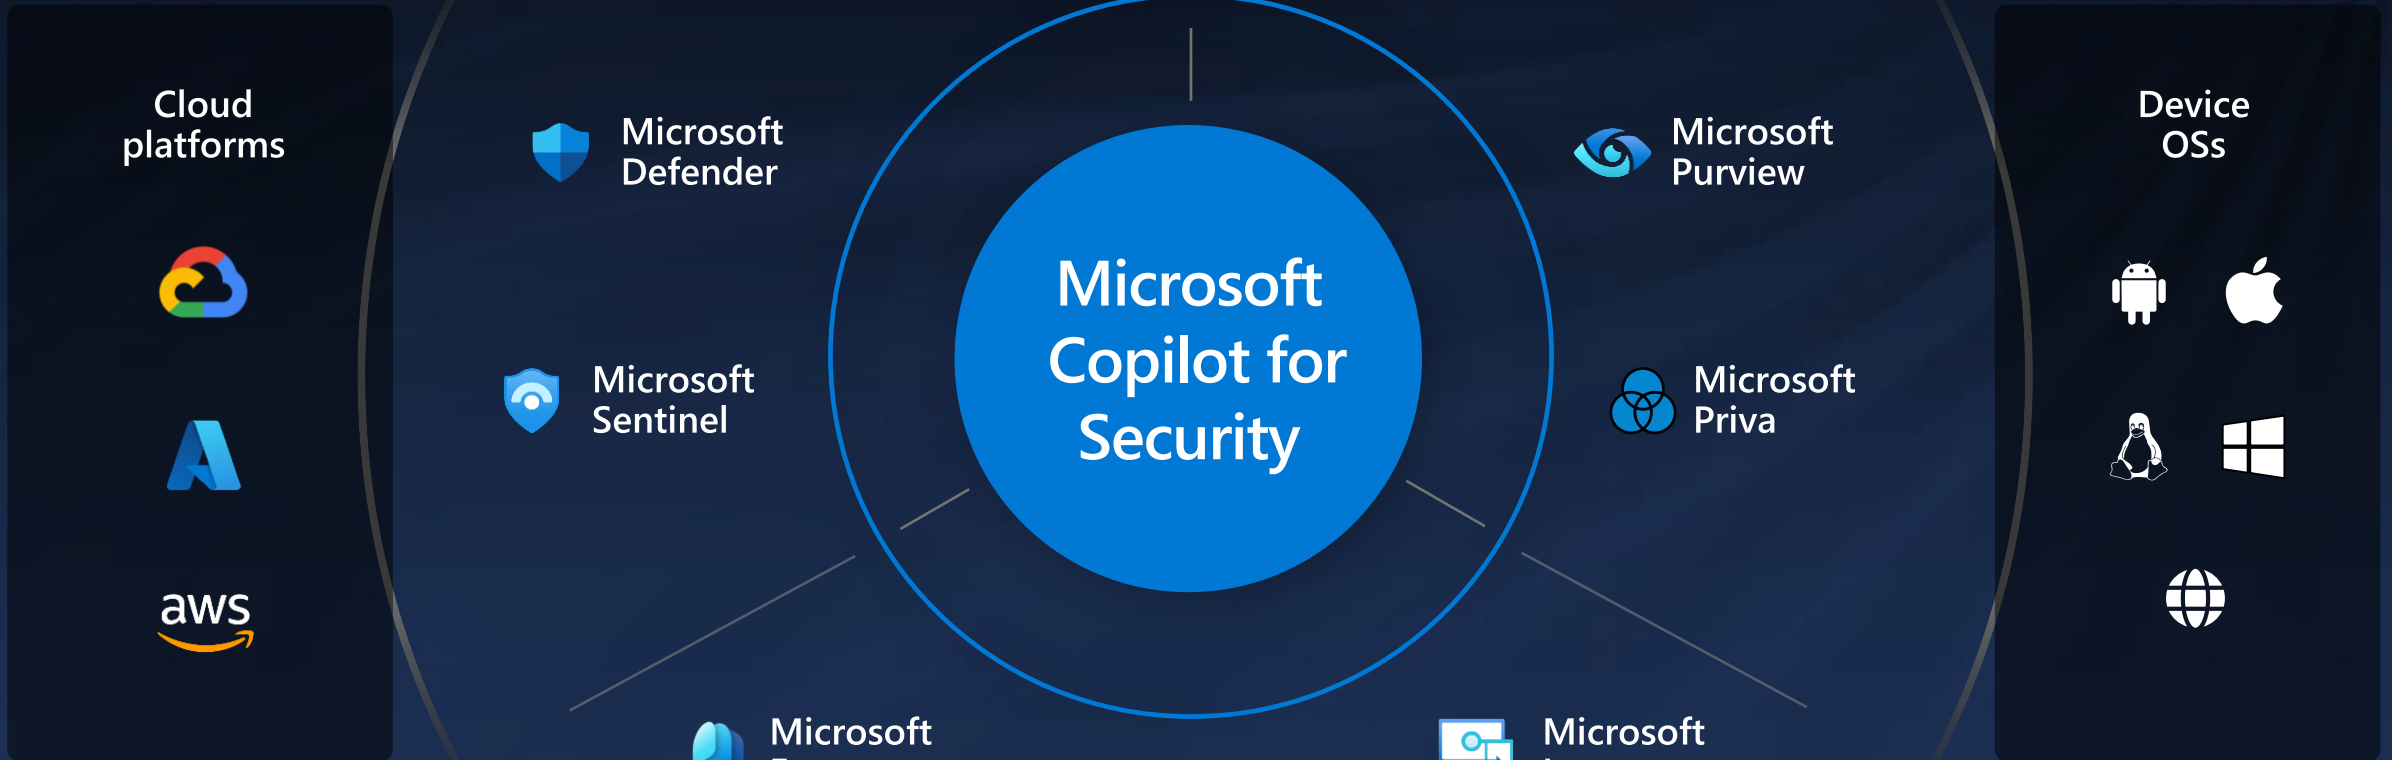 Cloud
platforms
aws
Microsoft
Defender
Microsoft
Sentinel
Microsoft
Copilot for
Security
Microsoft
Purview
Microsoft
Priva
Microsoft
Microsoft
Device
OSs